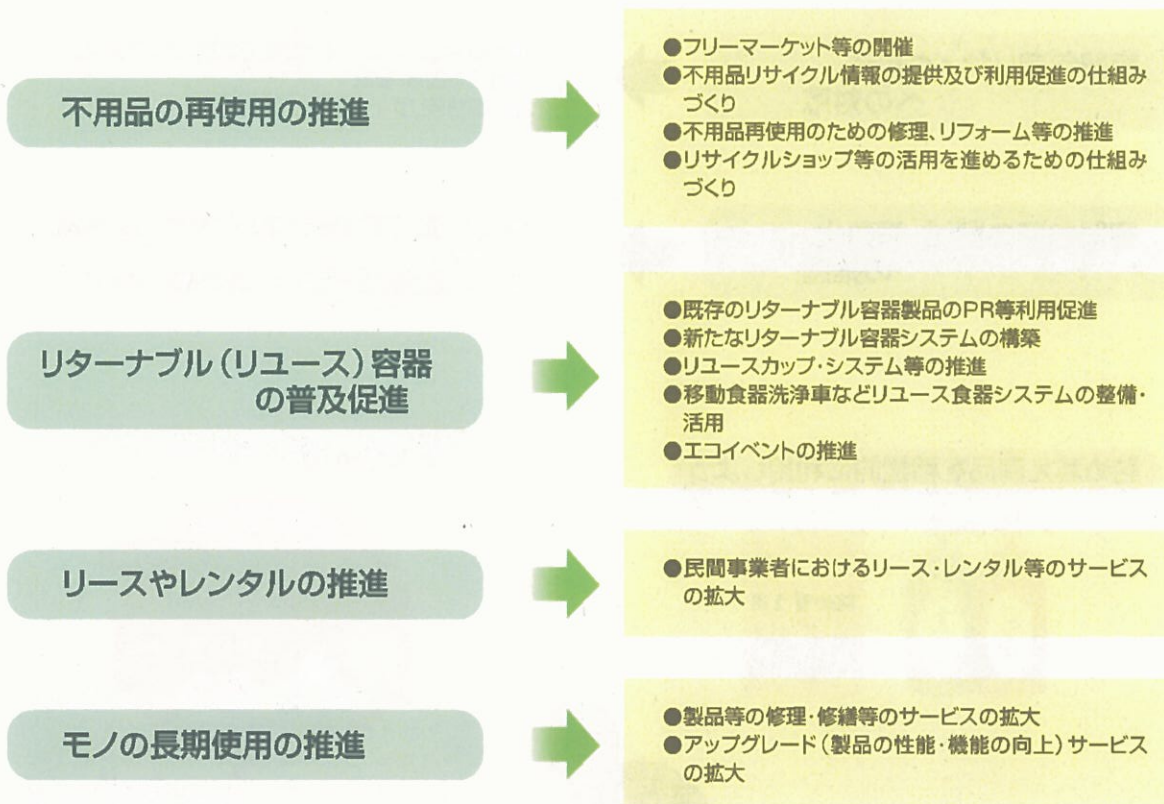 不用品の再使用の推進
●フリーマーケット等の開催
●不用品リサイクル情報の提供及び利用促進の仕組み
づくり
●不用品再使用のための修理、リフォーム等の推進
●リサイクルショップ等の活用を進めるための仕組み
づくり
リターナブル（リユース）容器
の普及促進
●既存のリターナブル容器製品のPR等利用促進
●新たなリターナブル容器システムの構築
●リユースカップ・システム等の推進
●移動食器洗浄車などリユース食器システムの整備・
活用
●エコイベントの推進
リースやレンタルの推進
●民間事業者におけるリース・レンタル等のサービス
の拡大
モノの長期使用の推進
●製品等の修理・修繕等のサービスの拡大
●アップグレード（製品の性能・機能の向上）サービス
の拡大